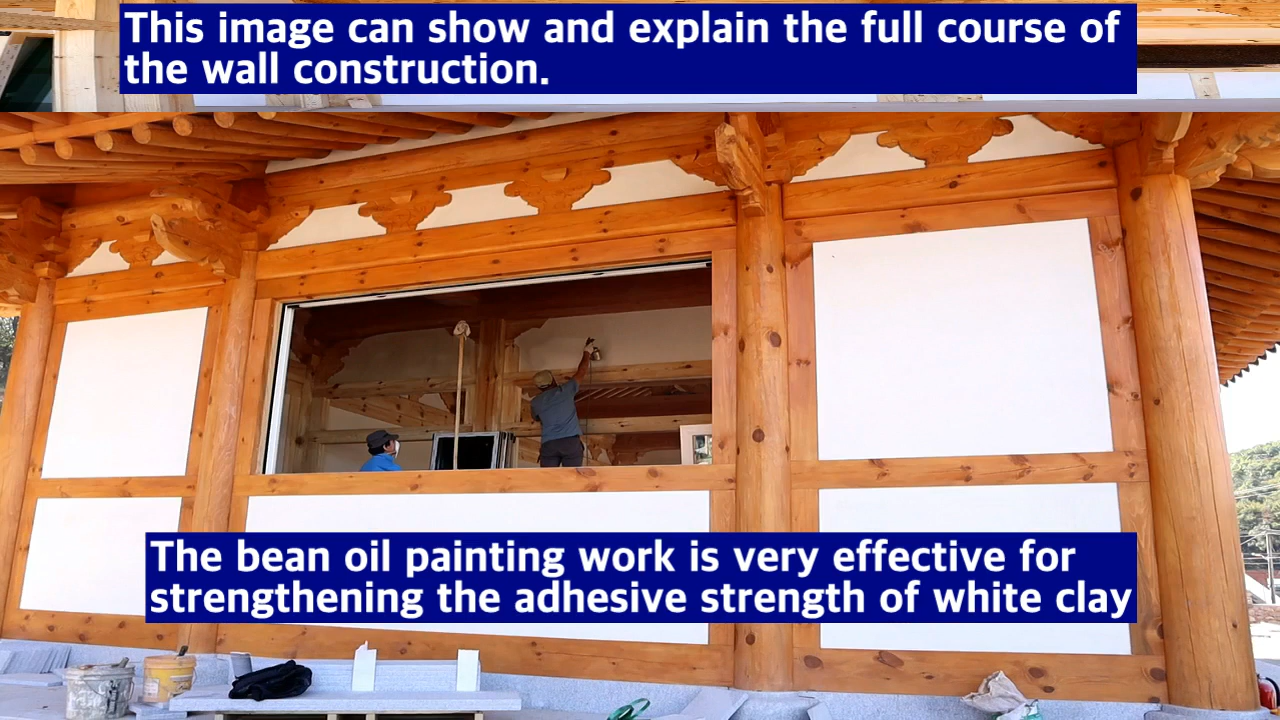 This image can show and explain the full course of
the wall construction.
The bean oil painting work is very effective for
strengthening the adhesive strength of white clay